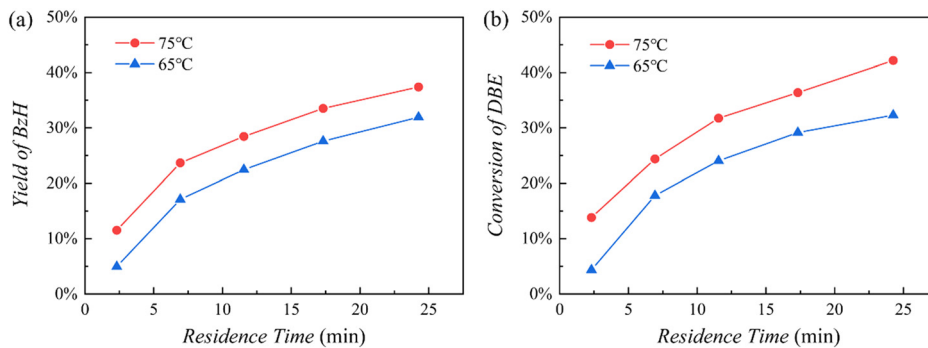 (a)
50%
40%
30%
20%
10%
0%
Yield of BzH
75℃
65℃
0 5 10 15 20 25
Residence Time (min)
(b)
50%
40%
30%
20%
10%
0%
Conversion of DBE
75℃
65℃
0 5 10 15 20 25
Residence Time (min)